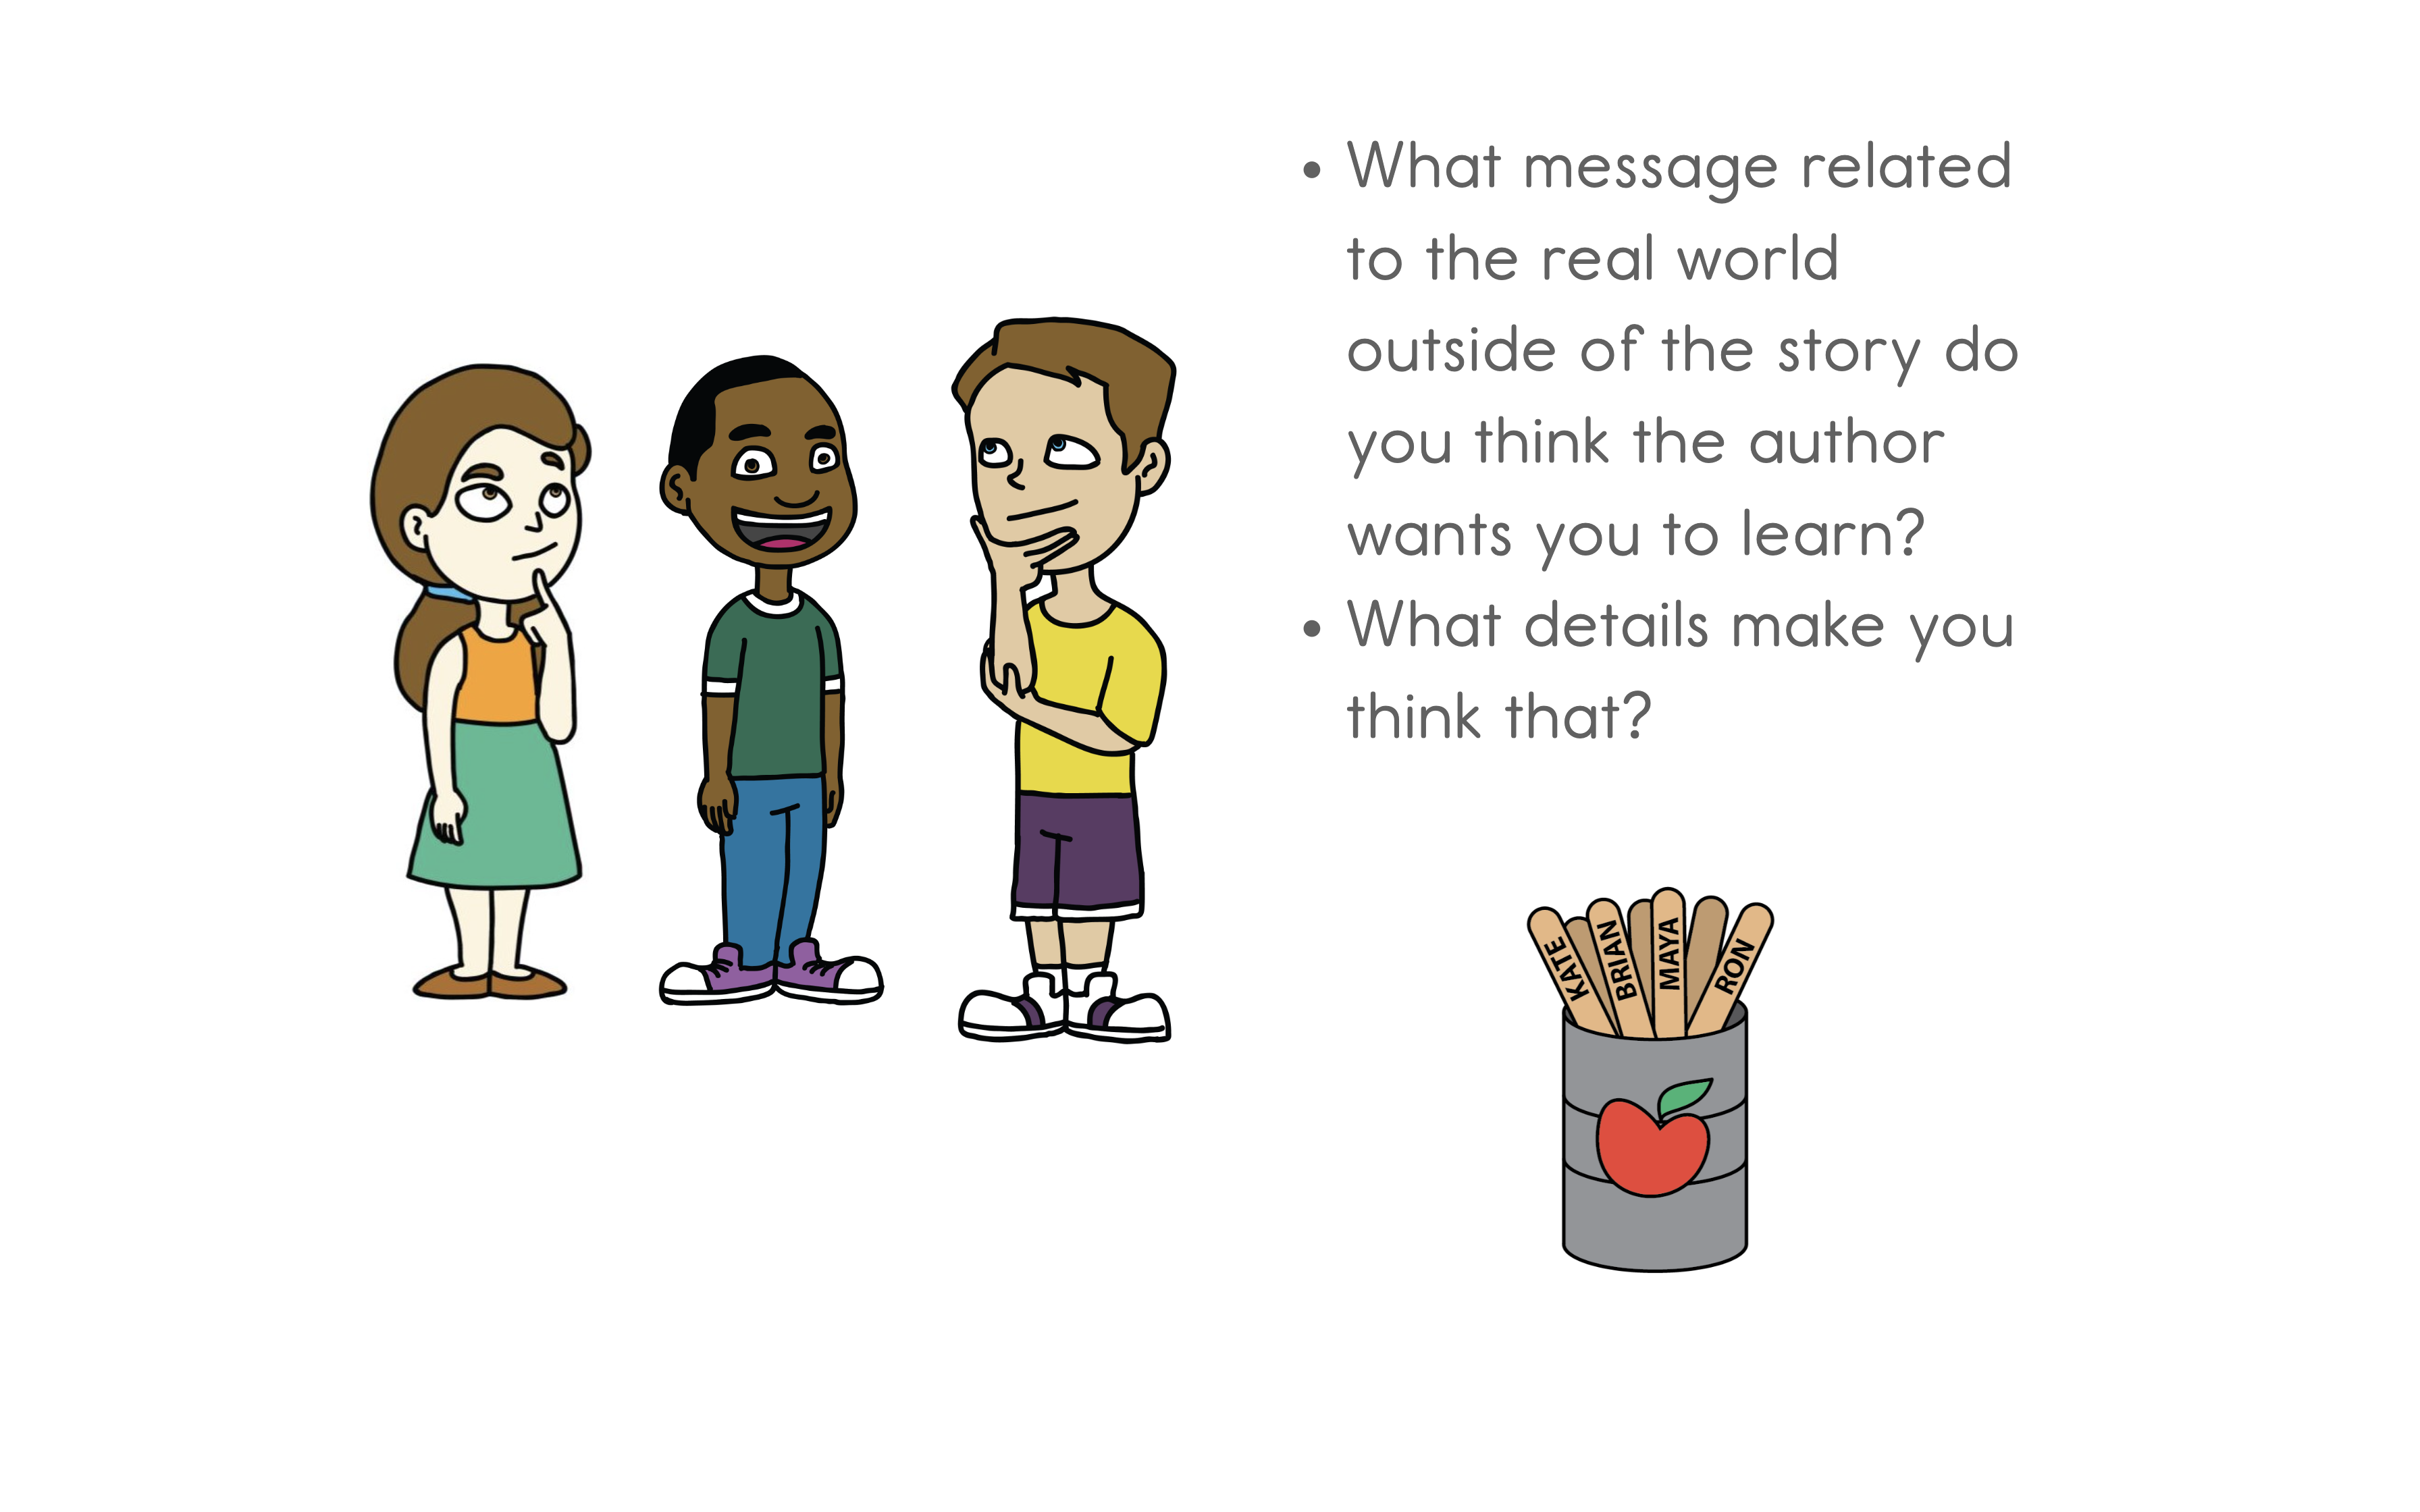 • What message related
to the real world
outside of the story do
you think the author
wants you to learn?
• What details make you
think that?
KATE
BRIAN
MAYA
RON